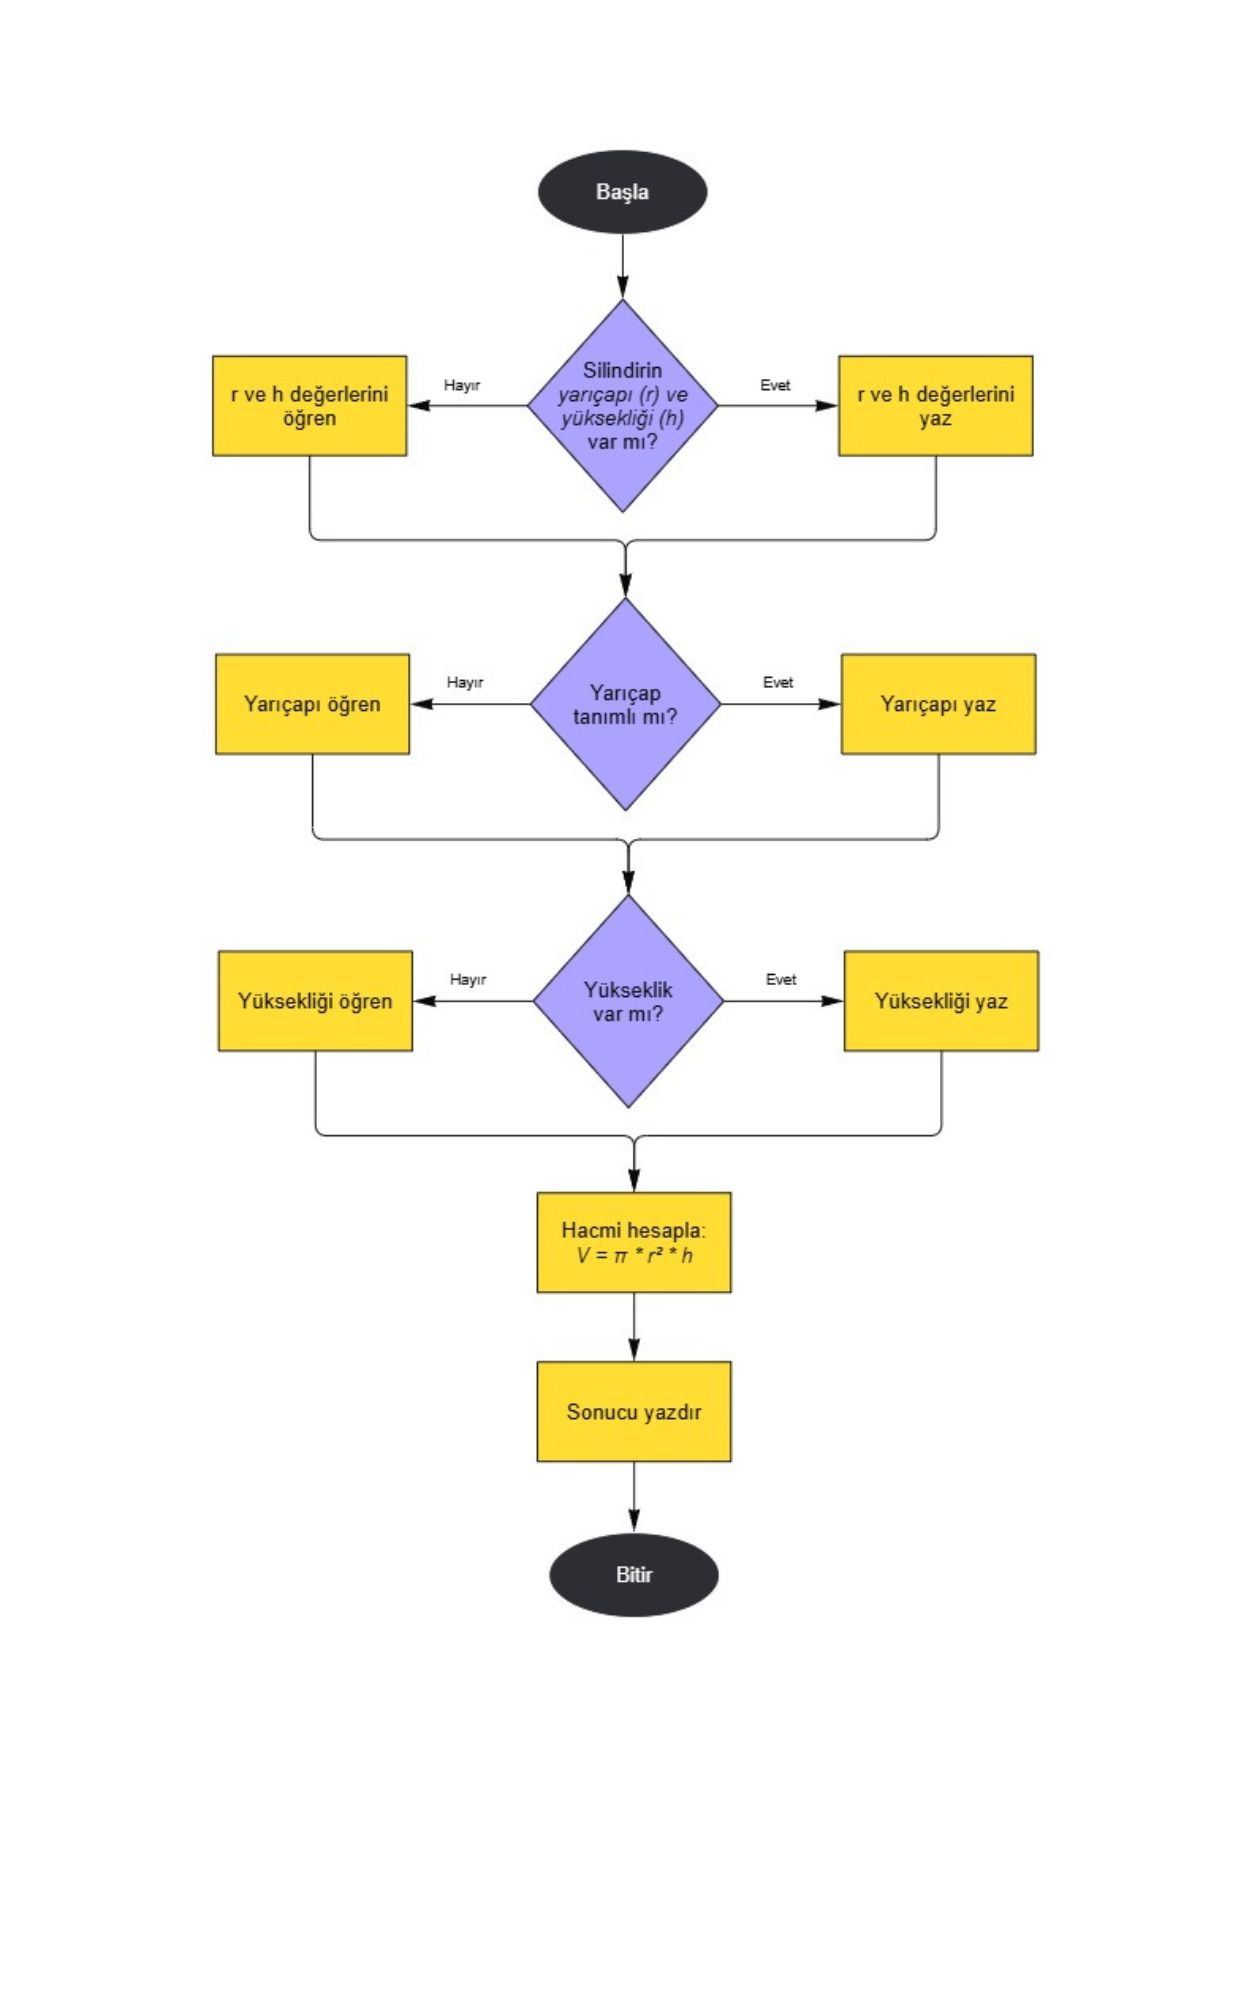 Başla
Silindirin
yarıçapı (r) ve
yüksekliği (h)
var mı?
Hayır
Evet
r ve h değerlerini
öğren
r ve h değerlerini
yaz
Yarıçap
tanımlı mı?
Hayır
Evet
Yarıçapı öğren
Yarıçapı yaz
Yükseklik
var mı?
Hayır
Evet
Yüksekliği öğren
Yüksekliği yaz
Hacmi hesapla:
V = π * r² * h
Sonucu yazdır
Bitir